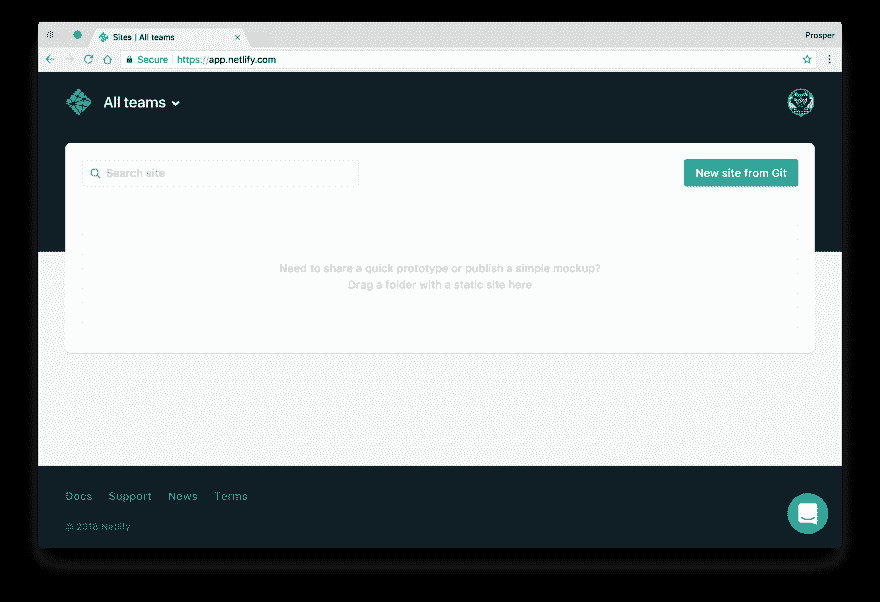 Sites | All teams
Prosper
Secure https://app.netlify.com
All teams
Search site
New site from Git
Need to share a quick prototype or publish a simple mockup?
Drag a folder with a static site here
Docs Support News Terms
© 2018 Netlify